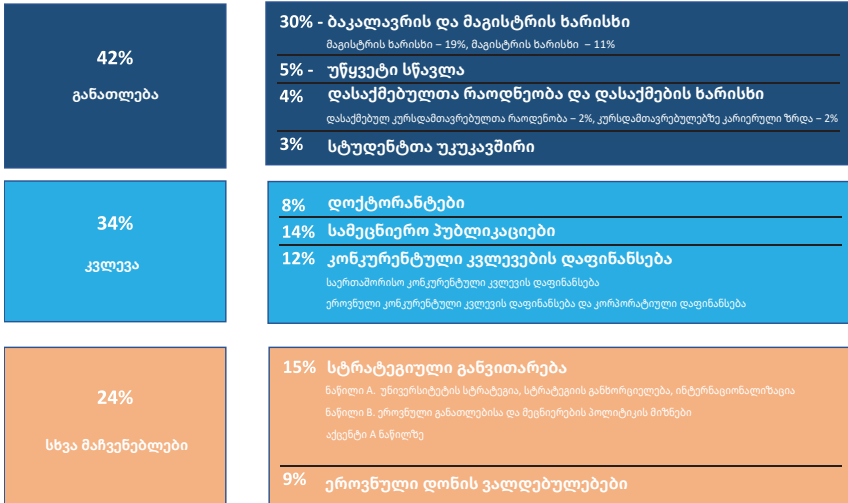 42%
განათლება
30% - ბაკალავრის და მაგისტრის ხარისხი
მაგისტრის ხარისხი – 19%, მაგისტრის ხარისხი – 11%
5% - უწყვეტი სწავლა
4% დასაქმებულთა რაოდნეობა და დასაქმების ხარისხი
დასაქმებულ კურსდამთავრებულთა რაოდენობა – 2%, კურსდამთავრებულებზე კარიერული ზრდა – 2%
3% სტუდენტთა უკუკავშირი
34%
კვლევა
8% დოქტორანტები
14% სამეცნიერო პუბლიკაციები
12% კონკურენტული კვლევების დაფინანსება
საერთაშორისო კონკურენტული კვლევის დაფინანსება
ეროვნული კონკურენტული კვლევის დაფინანსება და კორპორატიული დაფინანსება
24%
სხვა მაჩვენებლები
15% სტრატეგიული განვითარება
ნაწილი A. უნივერსიტეტის სტრატეგია, სტრატეგიის განხორციელება, ინტერნაციონალიზაცია
ნაწილი B. ეროვნული განათლებისა და მეცნიერების პოლიტიკის მიზნები
აქცენტი A ნაწილზე
9% ეროვნული დონის ვალდებულებები